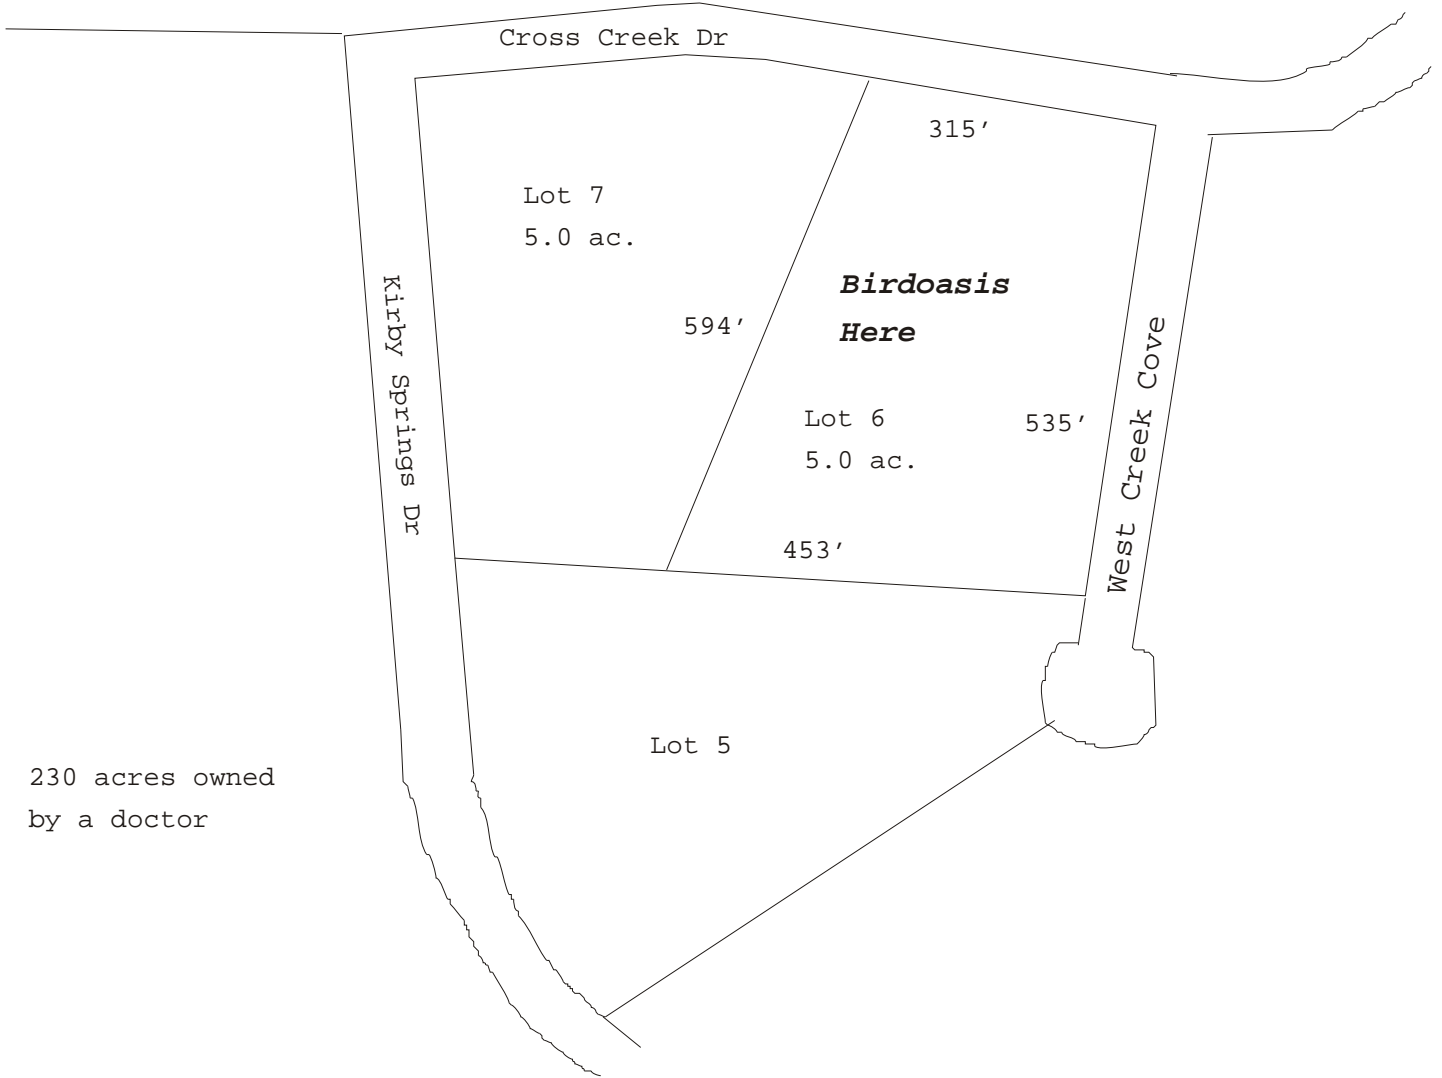 Cross Creek Dr
315’
Lot 7
5.0 ac.
Birdoasis
Here
Kirby Springs Dr
594’
West Creek Cove
Lot 6
5.0 ac.
535’
453’
Lot 5
230 acres owned
by a doctor